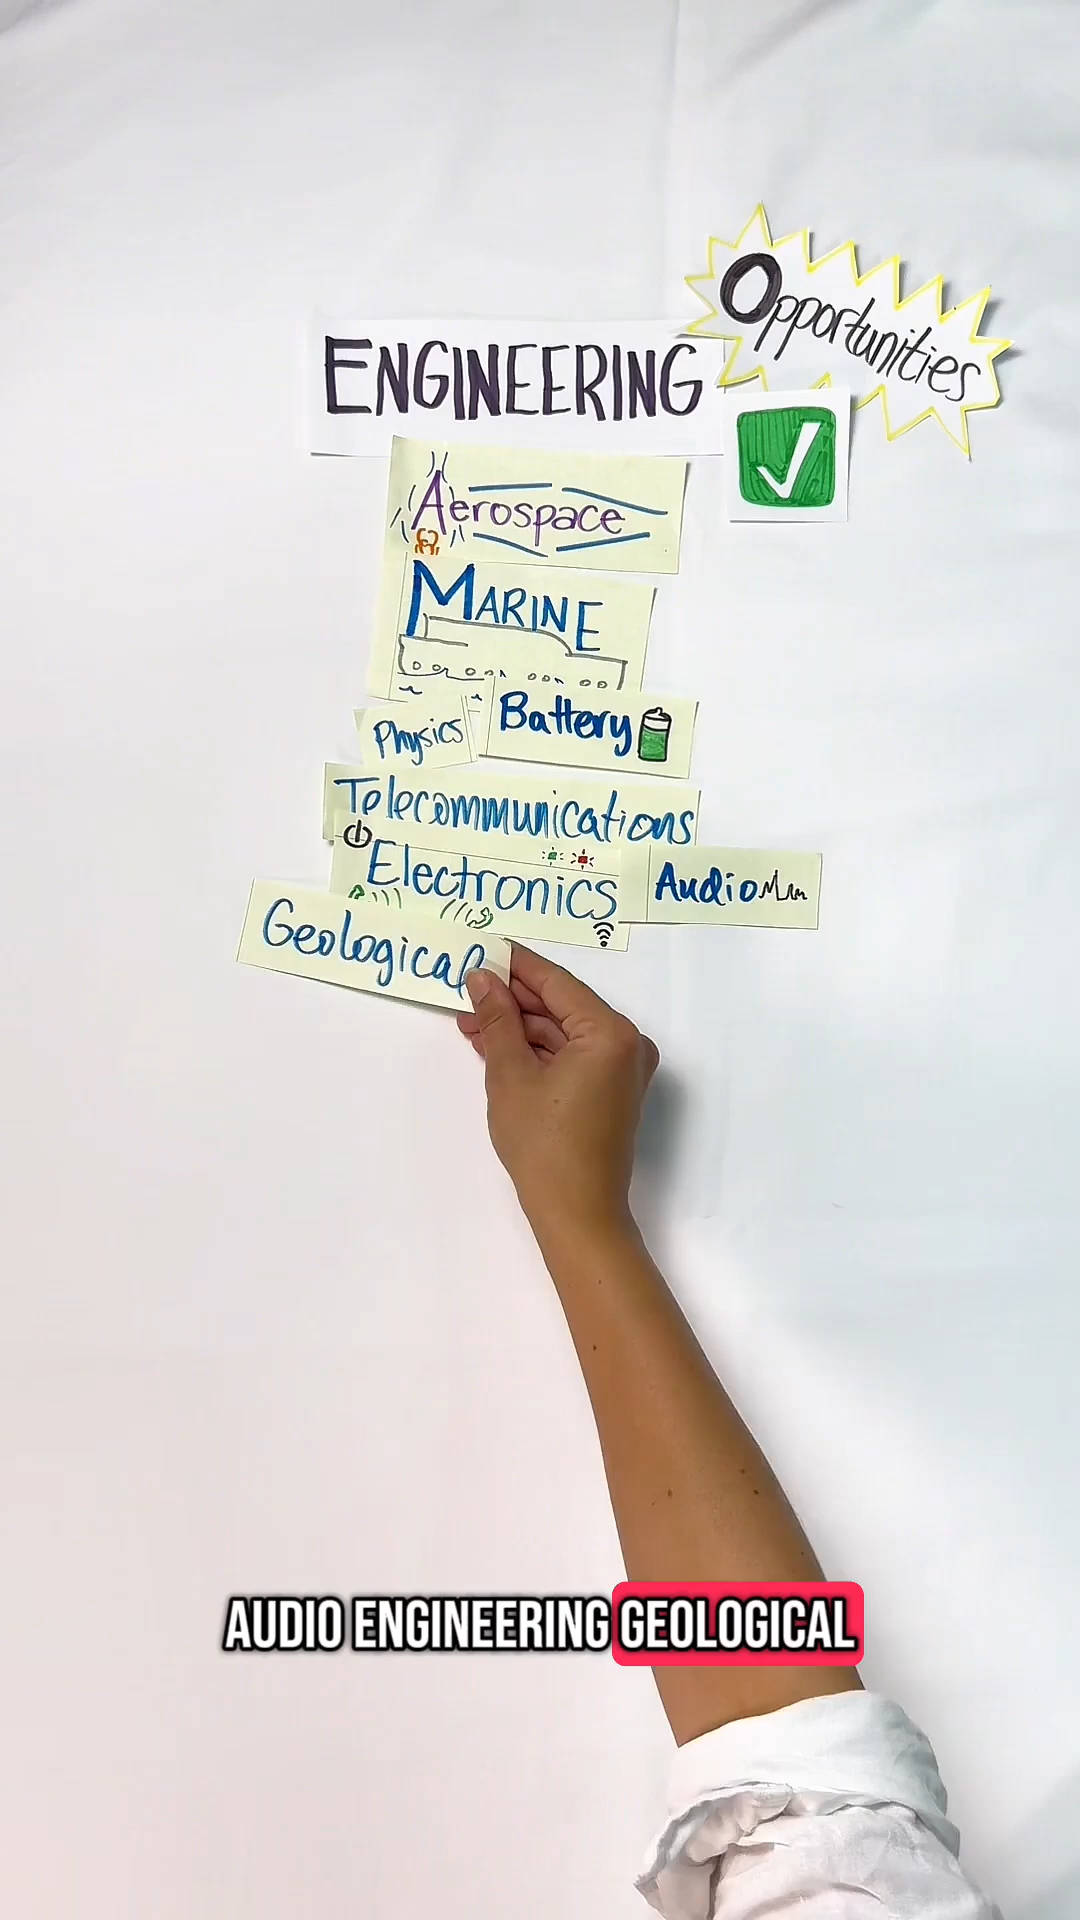 Opportunities
ENGINEERING
Aerospace
MARINE
Physics
Battery
Telecommunications
Electronics
Audio
Geological
AUDIO ENGINEERING GEOLOGICAL